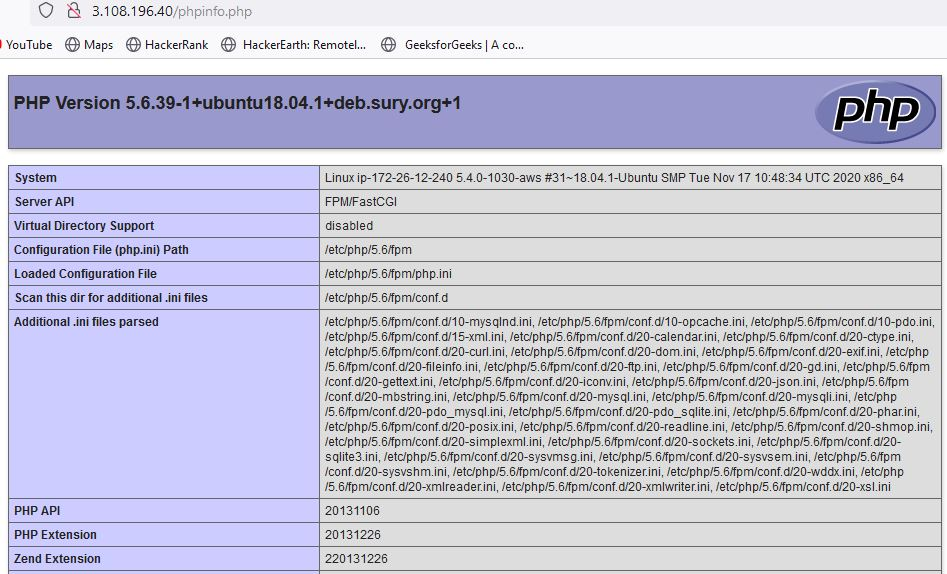 3.108.196.40/phpinfo.php
YouTube Maps HackerRank HackerEarth: Remotel... GeeksforGeeks | A co...
PHP Version 5.6.39-1+ubuntu18.04.1+deb.sury.org+1
php
System Linux ip-172-26-12-240 5.4.0-1030-aws #31~18.04.1-Ubuntu SMP Tue Nov 17 10:48:34 UTC 2020 x86_64
Server API FPM/FastCGI
Virtual Directory Support disabled
Configuration File (php.ini) Path /etc/php/5.6/fpm
Loaded Configuration File /etc/php/5.6/fpm/php.ini
Scan this dir for additional .ini files /etc/php/5.6/fpm/conf.d
Additional .ini files parsed /etc/php/5.6/fpm/conf.d/10-mysqlnd.ini, /etc/php/5.6/fpm/conf.d/10-opcache.ini, /etc/php/5.6/fpm/conf.d/10-pdo.ini,
/etc/php/5.6/fpm/conf.d/15-xml.ini, /etc/php/5.6/fpm/conf.d/20-calendar.ini, /etc/php/5.6/fpm/conf.d/20-ctype.ini,
/etc/php/5.6/fpm/conf.d/20-curl.ini, /etc/php/5.6/fpm/conf.d/20-dom.ini, /etc/php/5.6/fpm/conf.d/20-exif.ini, /etc/php
/5.6/fpm/conf.d/20-fileinfo.ini, /etc/php/5.6/fpm/conf.d/20-ftp.ini, /etc/php/5.6/fpm/conf.d/20-gd.ini, /etc/php/5.6/fpm
/conf.d/20-gettext.ini, /etc/php/5.6/fpm/conf.d/20-iconv.ini, /etc/php/5.6/fpm/conf.d/20-json.ini, /etc/php/5.6/fpm
/conf.d/20-mbstring.ini, /etc/php/5.6/fpm/conf.d/20-mysql.ini, /etc/php/5.6/fpm/conf.d/20-mysqli.ini, /etc/php
/5.6/fpm/conf.d/20-pdo_mysql.ini, /etc/php/5.6/fpm/conf.d/20-pdo_sqlite.ini, /etc/php/5.6/fpm/conf.d/20-phar.ini,
/etc/php/5.6/fpm/conf.d/20-posix.ini, /etc/php/5.6/fpm/conf.d/20-readline.ini, /etc/php/5.6/fpm/conf.d/20-shmop.ini,
/etc/php/5.6/fpm/conf.d/20-simplexml.ini, /etc/php/5.6/fpm/conf.d/20-sockets.ini, /etc/php/5.6/fpm/conf.d/20-
sqlite3.ini, /etc/php/5.6/fpm/conf.d/20-sysvmsg.ini, /etc/php/5.6/fpm/conf.d/20-sysvsem.ini, /etc/php/5.6/fpm
/conf.d/20-sysvshm.ini, /etc/php/5.6/fpm/conf.d/20-tokenizer.ini, /etc/php/5.6/fpm/conf.d/20-wddx.ini, /etc/php
/5.6/fpm/conf.d/20-xmlreader.ini, /etc/php/5.6/fpm/conf.d/20-xmlwriter.ini, /etc/php/5.6/fpm/conf.d/20-xsl.ini
PHP API 20131106
PHP Extension 20131226
Zend Extension 220131226